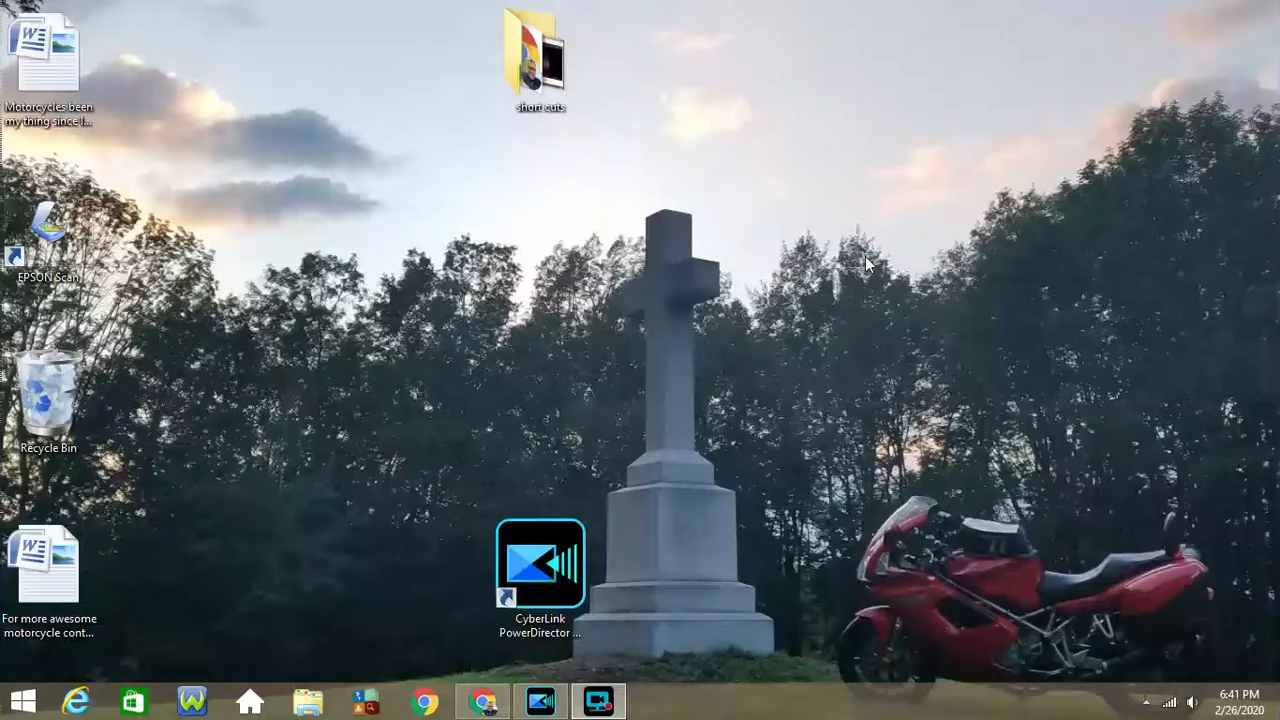 Motorcycles been
my thing since I...
short cuts
EPSON Scan
Recycle Bin
For more awesome
motorcycle cont...
CyberLink
PowerDirector ...
6:41 PM
2/26/2020